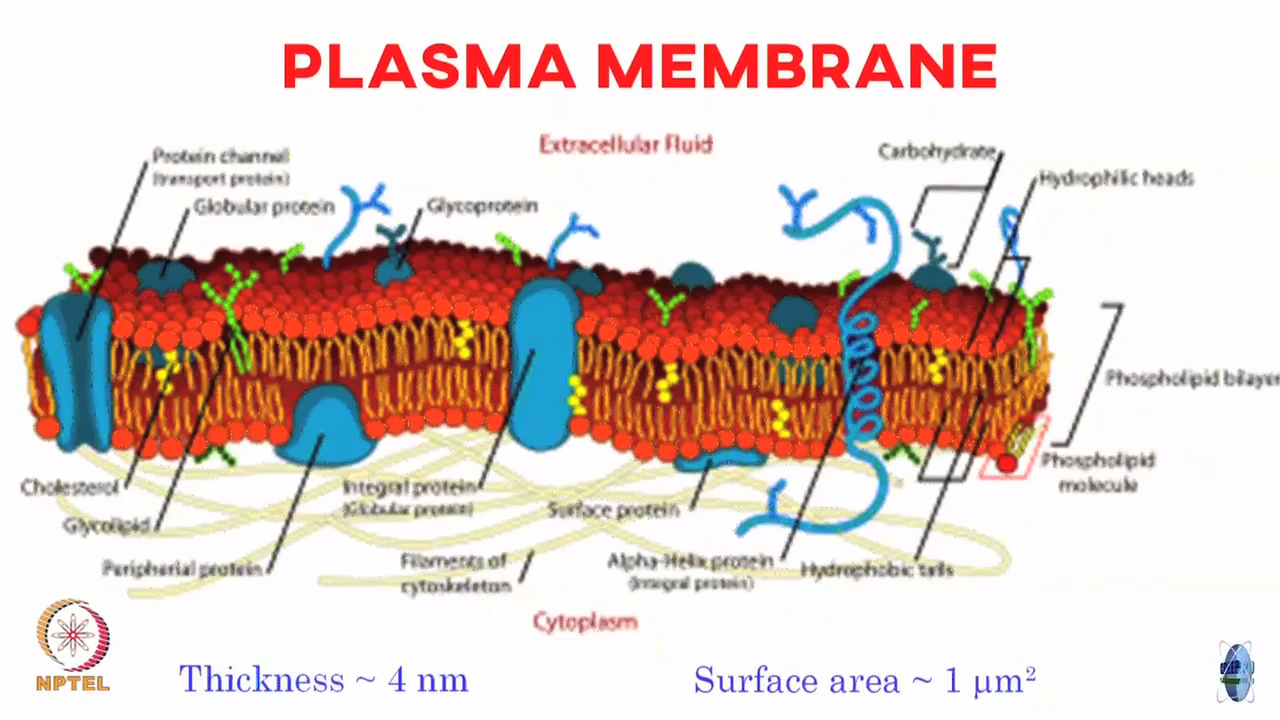 PLASMA MEMBRANE
Extracellular Fluid
Protein channel
(transport protein)
Globular protein
Glycoprotein
Carbohydrate
Hydrophilic heads
Phospholipid bilayer
Phospholipid
molecule
Cholesterol
Glycolipid
Peripherial protein
Integral protein
(Globular protein)
Surface protein
Filaments of
cytoskeleton
Alpha-Helix protein
(Integral protein)
Hydrophobic tails
Cytoplasm
NPTEL
Thickness ~ 4 nm
Surface area ~ 1 µm²